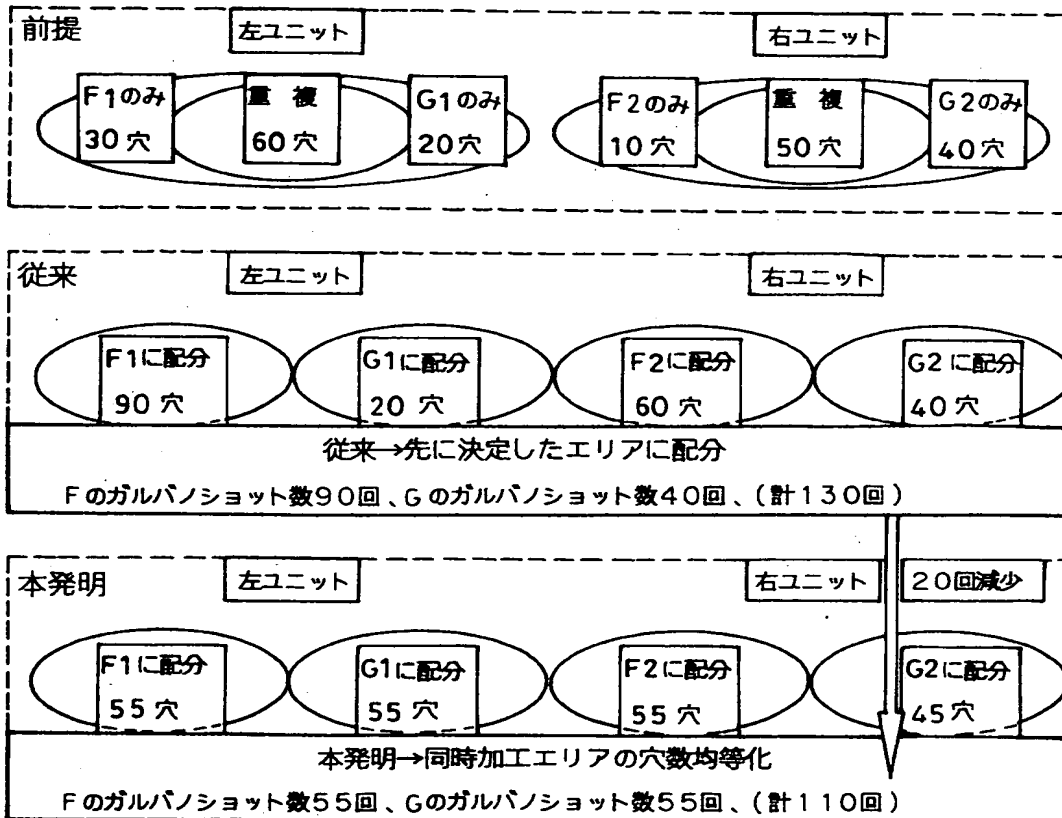 前提
左ユニット
右ユニット
F1のみ
30穴
重複
60穴
G1のみ
20穴
F2のみ
10穴
重複
50穴
G2のみ
40穴
従来
左ユニット
右ユニット
F1に配分
90穴
G1に配分
20穴
F2に配分
60穴
G2に配分
40穴
従来→先に決定したエリアに配分
Fのガルバノショット数90回、Gのガルバノショット数40回、(計130回)
本発明
左ユニット
右ユニット
20回減少
F1に配分
55穴
G1に配分
55穴
F2に配分
55穴
G2に配分
45穴
本発明→同時加工エリアの穴数均等化
Fのガルバノショット数55回、Gのガルバノショット数55回、(計110回)